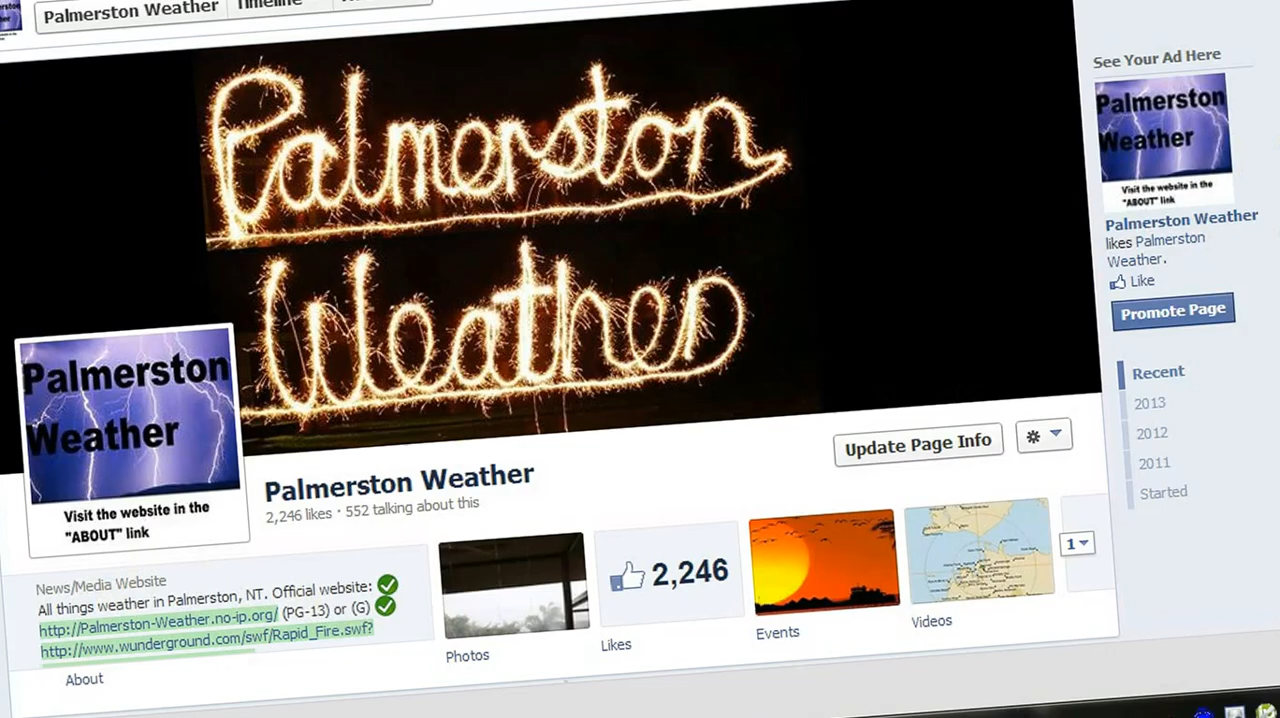 Palmerston Weather
Timeline
See Your Ad Here
Palmerston
Weather
Palmerston
Weather
Visit the website in the
"ABOUT" link
Palmerston Weather
likes Palmerston
Weather.
Like
Promote Page
Recent
2013
2012
2011
Started
Palmerston
Weather
Visit the website in the
"ABOUT" link
Palmerston Weather
2,246 likes · 552 talking about this
Update Page Info
News/Media Website
All things weather in Palmerston, NT. Official website:
http://Palmerston-Weather.no-ip.org/ (PG-13) or (G)
http://www.wunderground.com/swf/Rapid_Fire.swf?
About
Photos
2,246
Likes
Events
Videos
1